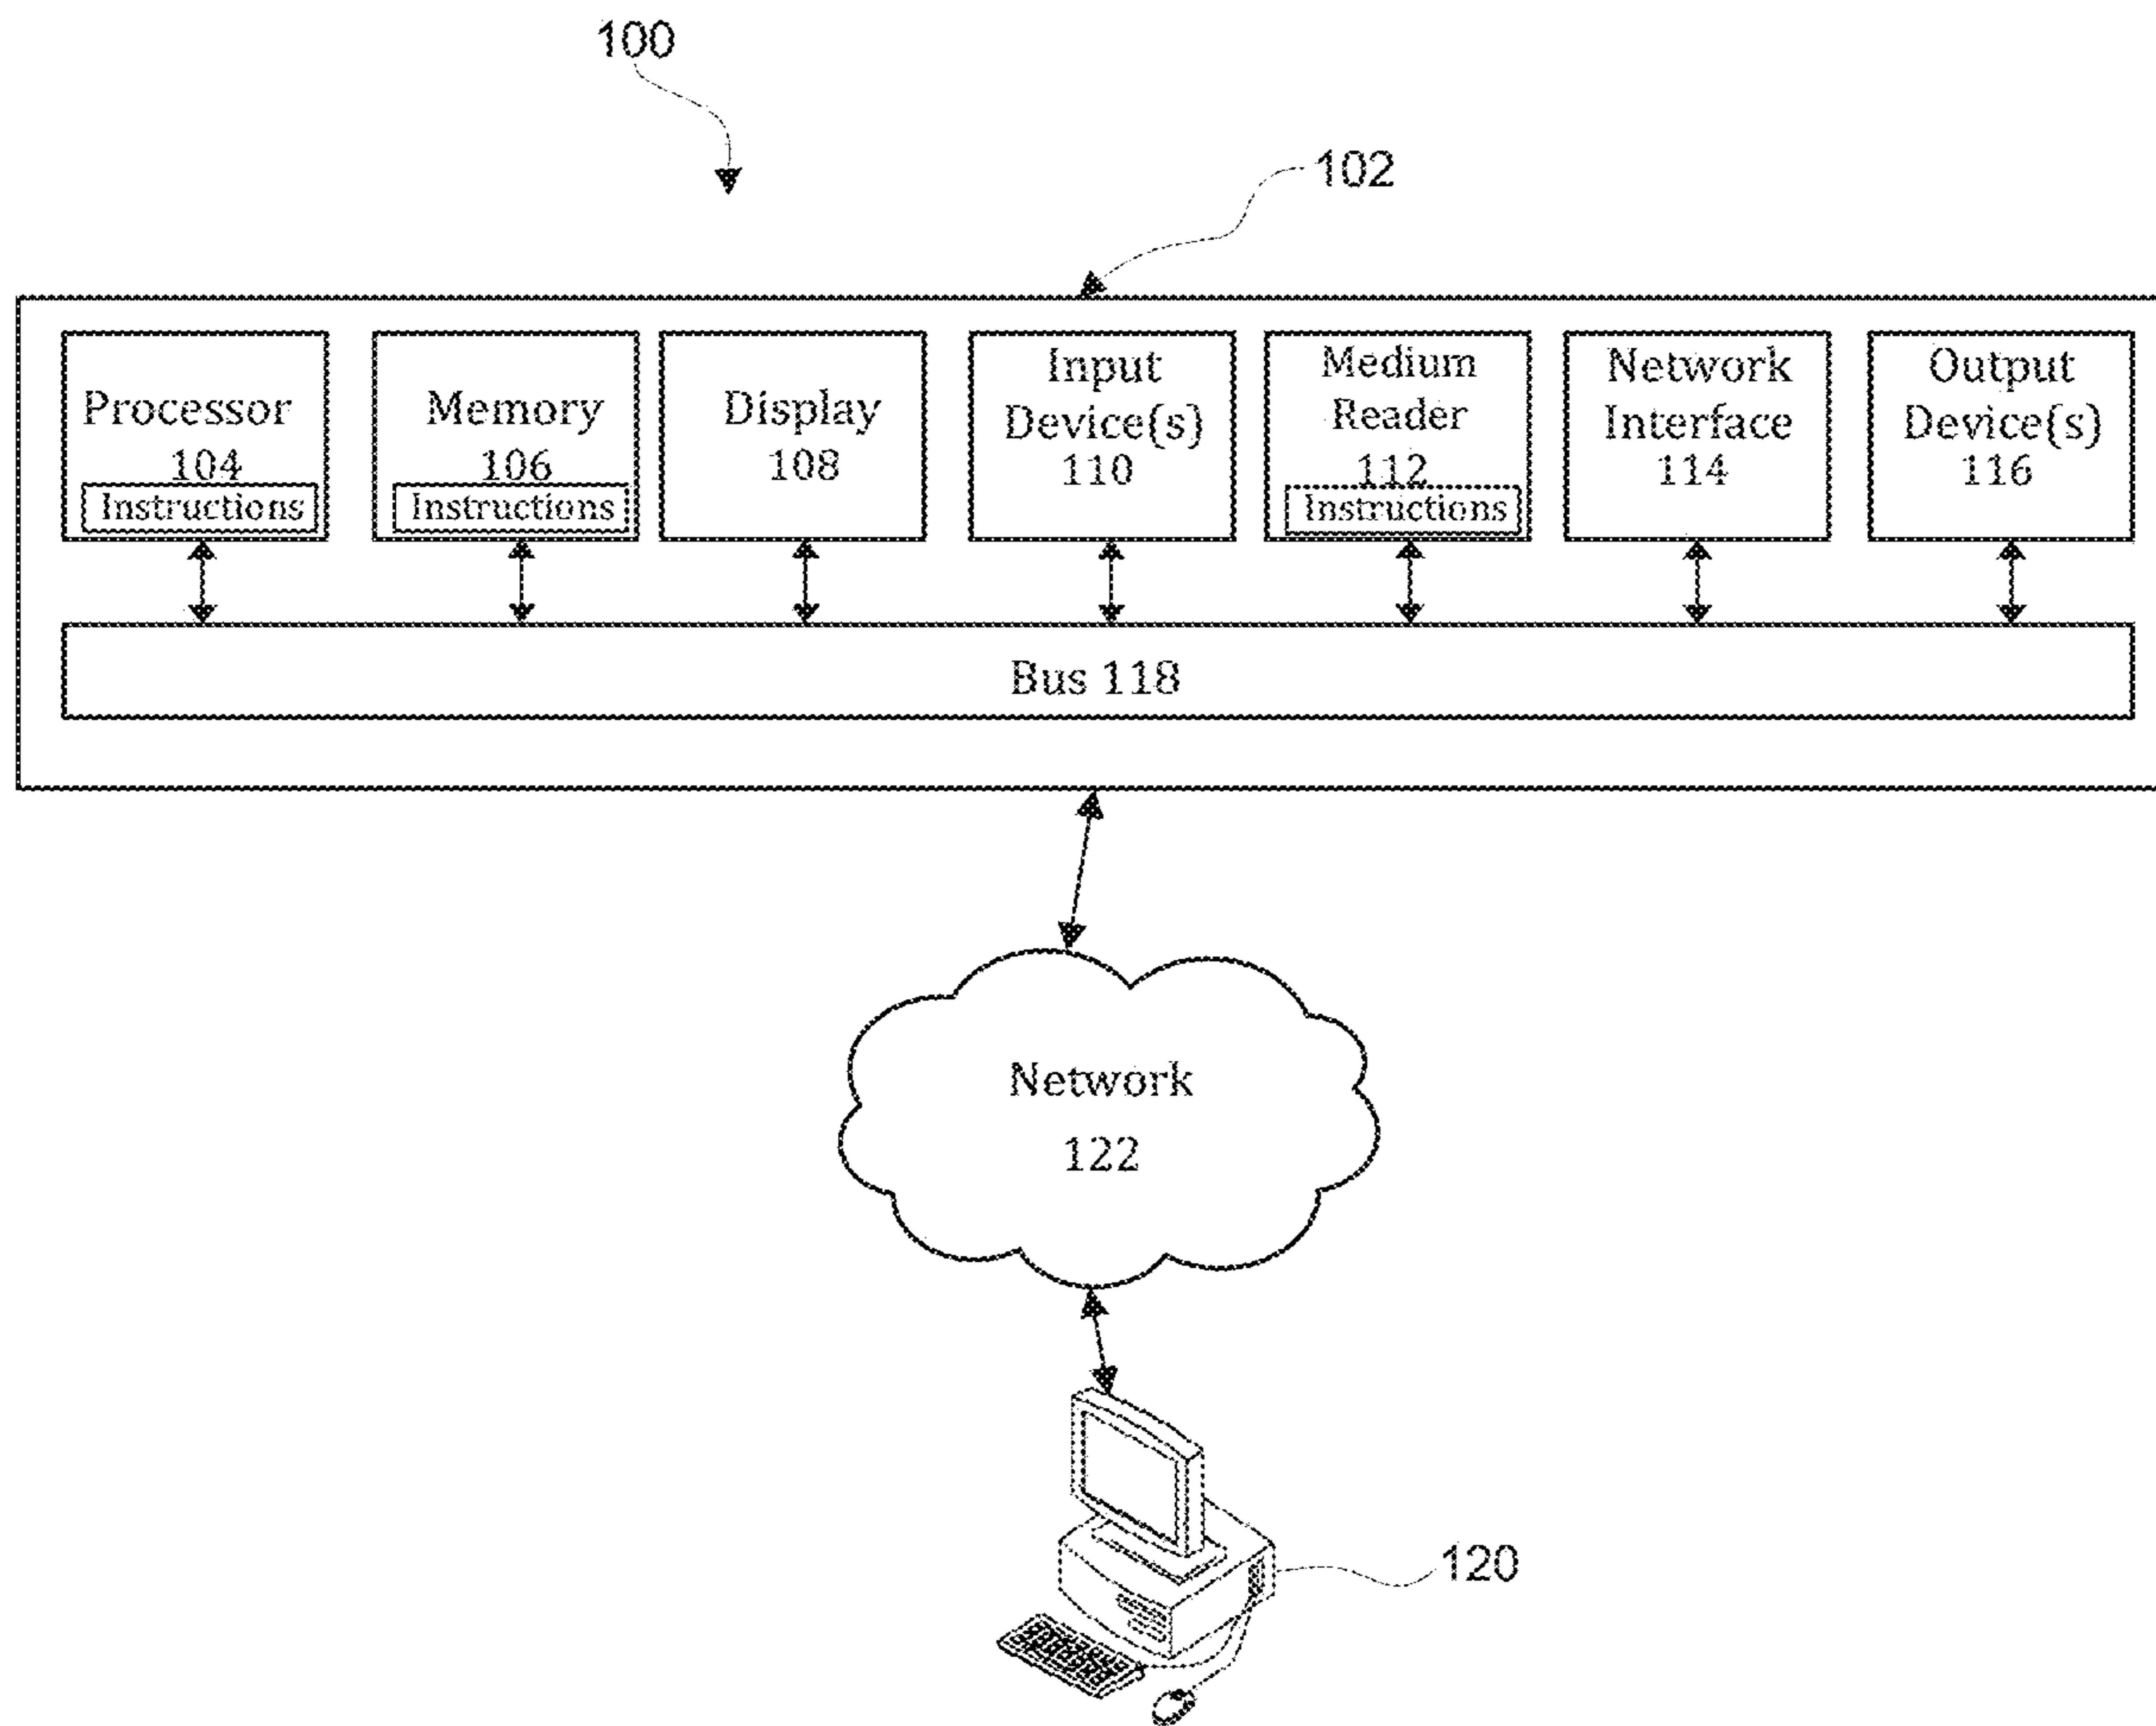 100
102
Processor
104
Instructions
Memory
106
Instructions
Display
108
Input
Device(s)
110
Medium
Reader
112
Instructions
Network
Interface
114
Output
Device(s)
116
Bus 118
Network
122
120